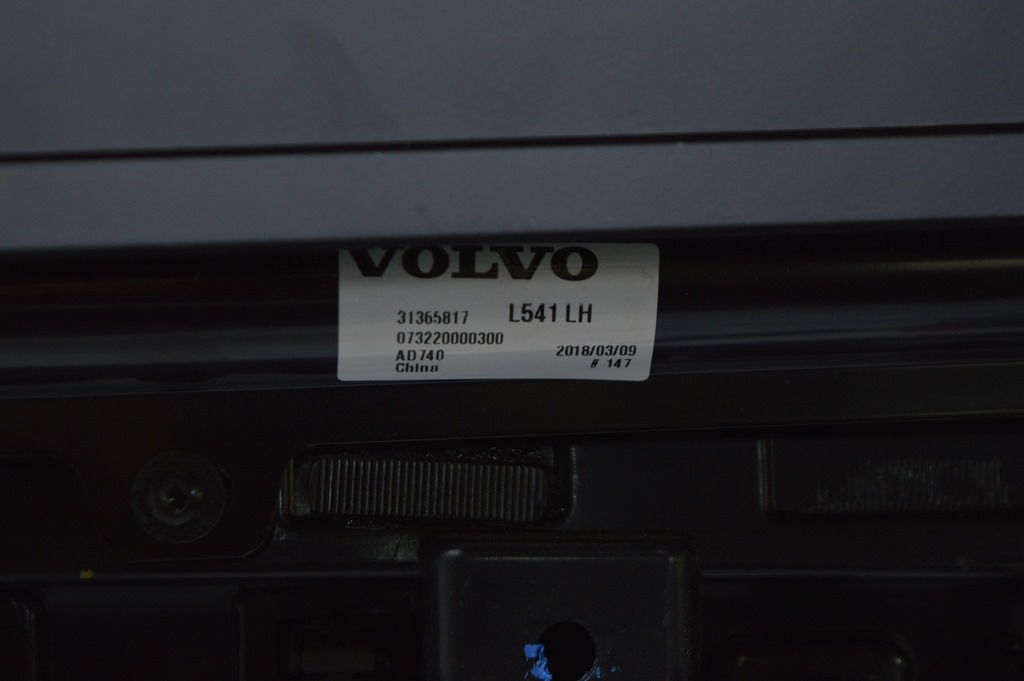 VOLVO
31365817 L541 LH
073220000300
AD740 2018/03/09
China # 147